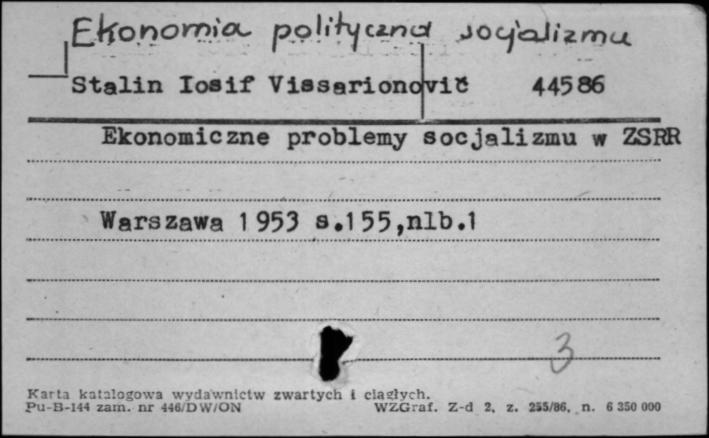 Ekonomia polityczna socjalizmu
Stalin Iosif Vissarionovič 44586
Ekonomiczne problemy socjalizmu w ZSRR
Warszawa 1953 s.155,nlb.1
3
Karta katalogowa wydawnictw zwartych i ciągłych.
Pu-B-144 zam. nr 446/DW/ON WZGraf. Z-d 2, z. 255/86, n. 6 350 000